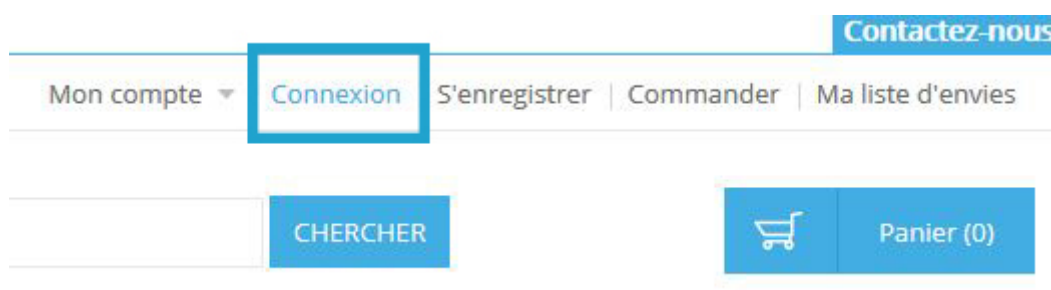 Contactez-nous
Mon compte Connexion S'enregistrer | Commander | Ma liste d'envies
CHERCHER Panier (0)